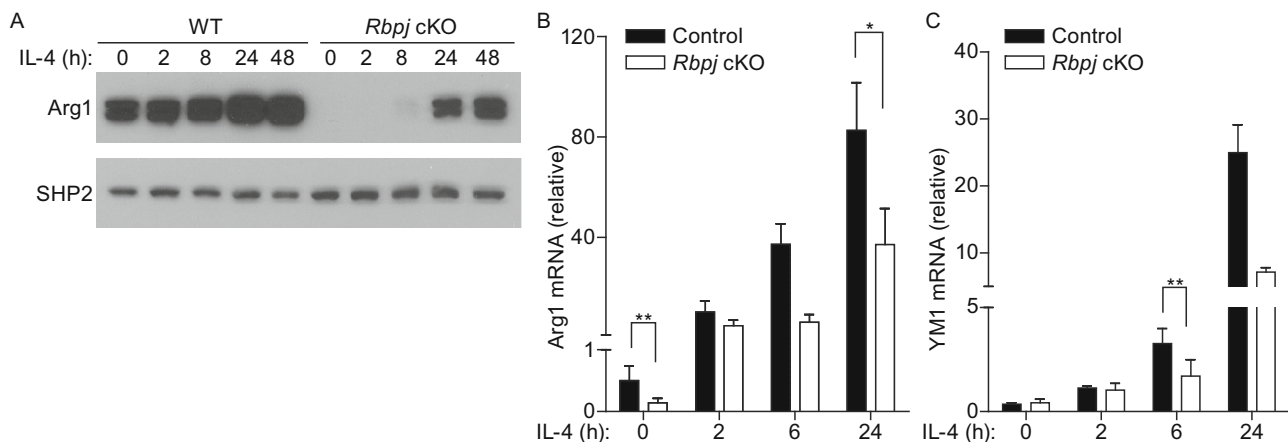 A
WT Rbpj cKO
IL-4 (h): 0 2 8 24 48 0 2 8 24 48
Arg1
SHP2
B
Control
Rbpj cKO
Arg1 mRNA (relative)
120
80
40
1
0
**
*
IL-4 (h): 0 2 6 24
C
Control
Rbpj cKO
YM1 mRNA (relative)
40
30
20
10
5
0
**
IL-4 (h): 0 2 6 24